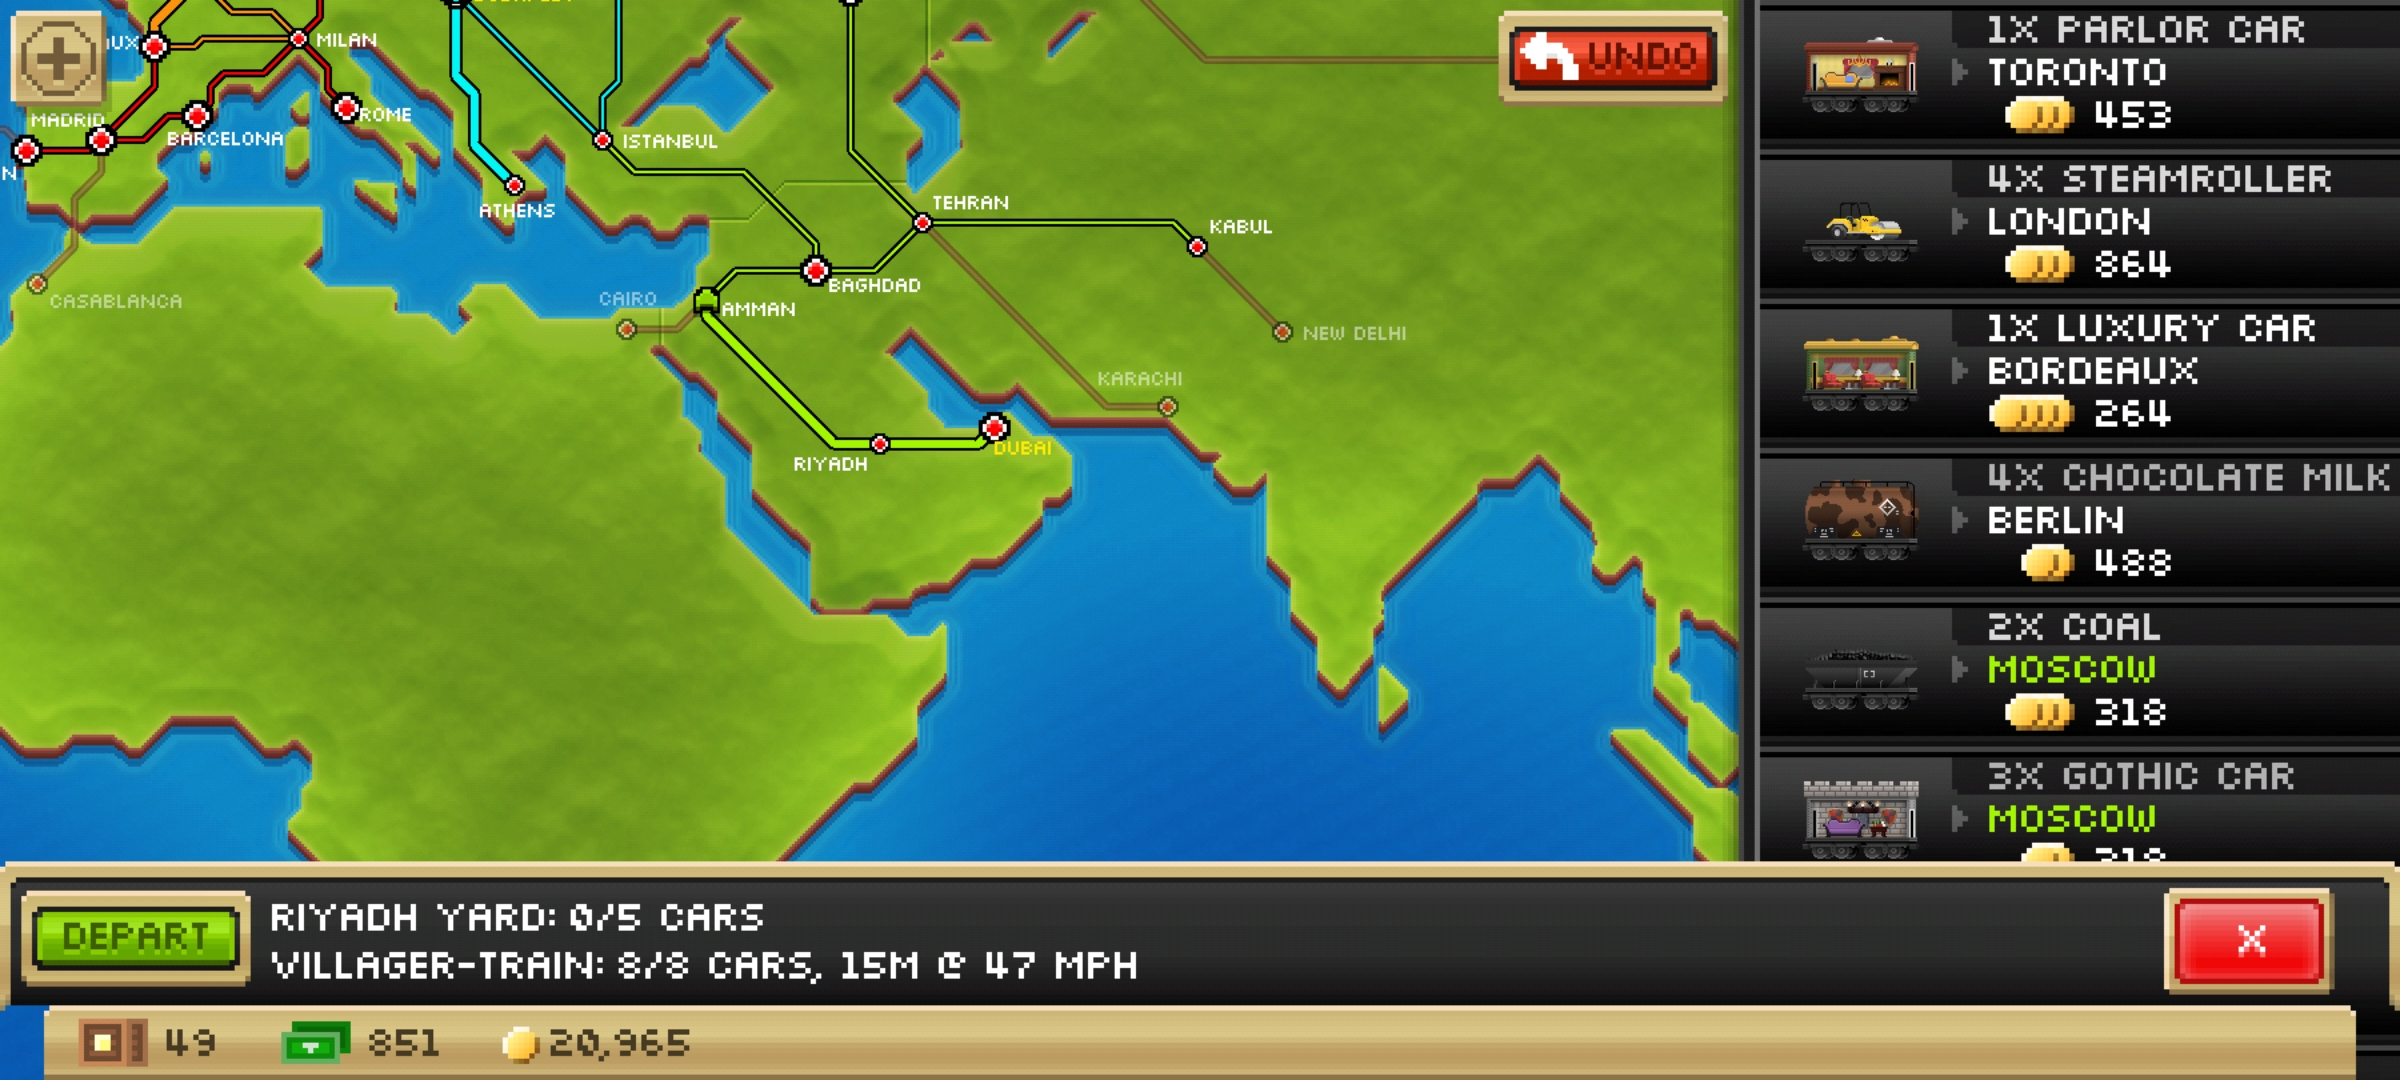 UX
MILAN
MADRID
BARCELONA
ROME
N
CASABLANCA
ISTANBUL
ATHENS
TEHRAN
KABUL
BAGHDAD
CAIRO
AMMAN
NEW DELHI
KARACHI
RIYADH
DUBAI
UNDO
1X PARLOR CAR
TORONTO
453
4X STEAMROLLER
LONDON
864
1X LUXURY CAR
BORDEAUX
264
4X CHOCOLATE MILK
BERLIN
488
2X COAL
MOSCOW
318
3X GOTHIC CAR
MOSCOW
DEPART
RIYADH YARD: 0/5 CARS
VILLAGER-TRAIN: 8/8 CARS, 15M @ 47 MPH
X
49
851
20,965